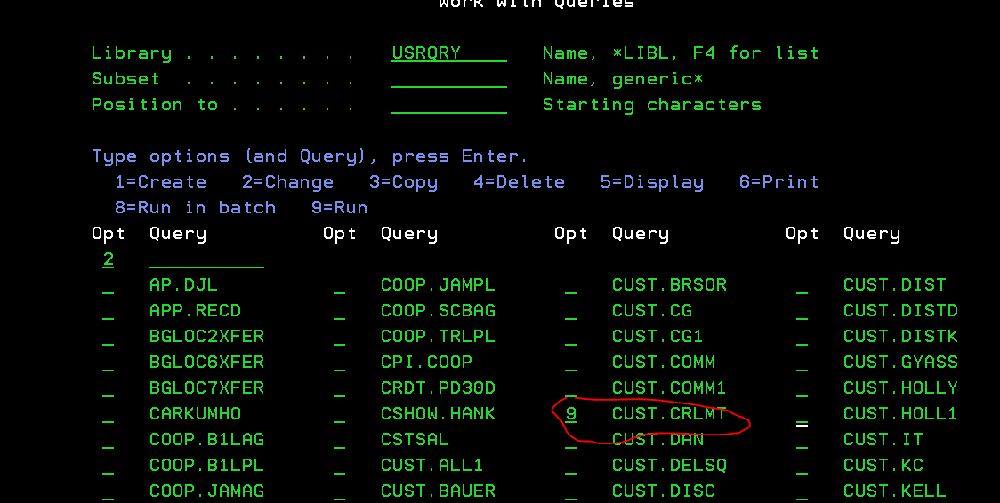 Work with Queries
Library . . . . . . . . USRQRY Name, *LIBL, F4 for list
Subset . . . . . . . . Name, generic*
Position to . . . . . . Starting characters
Type options (and Query), press Enter.
1=Create 2=Change 3=Copy 4=Delete 5=Display 6=Print
8=Run in batch 9=Run
Opt Query Opt Query Opt Query Opt Query
2
AP.DJL COOP.JAMPL CUST.BRSOR CUST.DIST
APP.RECD COOP.SCBAG CUST.CG CUST.DISTD
BGLOC2XFER COOP.TRLPL CUST.CG1 CUST.DISTK
BGLOC6XFER CPI.COOP CUST.COMM CUST.GYASS
BGLOC7XFER CRDT.PD30D CUST.COMM1 CUST.HOLLY
CARKUMHO CSHOW.HANK 9 CUST.CRLMT CUST.HOLL1
COOP.B1LAG CSTSAL CUST.DAN CUST.IT
COOP.B1LPL CUST.ALL1 CUST.DELSQ CUST.KC
COOP.JAMAG CUST.BAUER CUST.DISC CUST.KELL